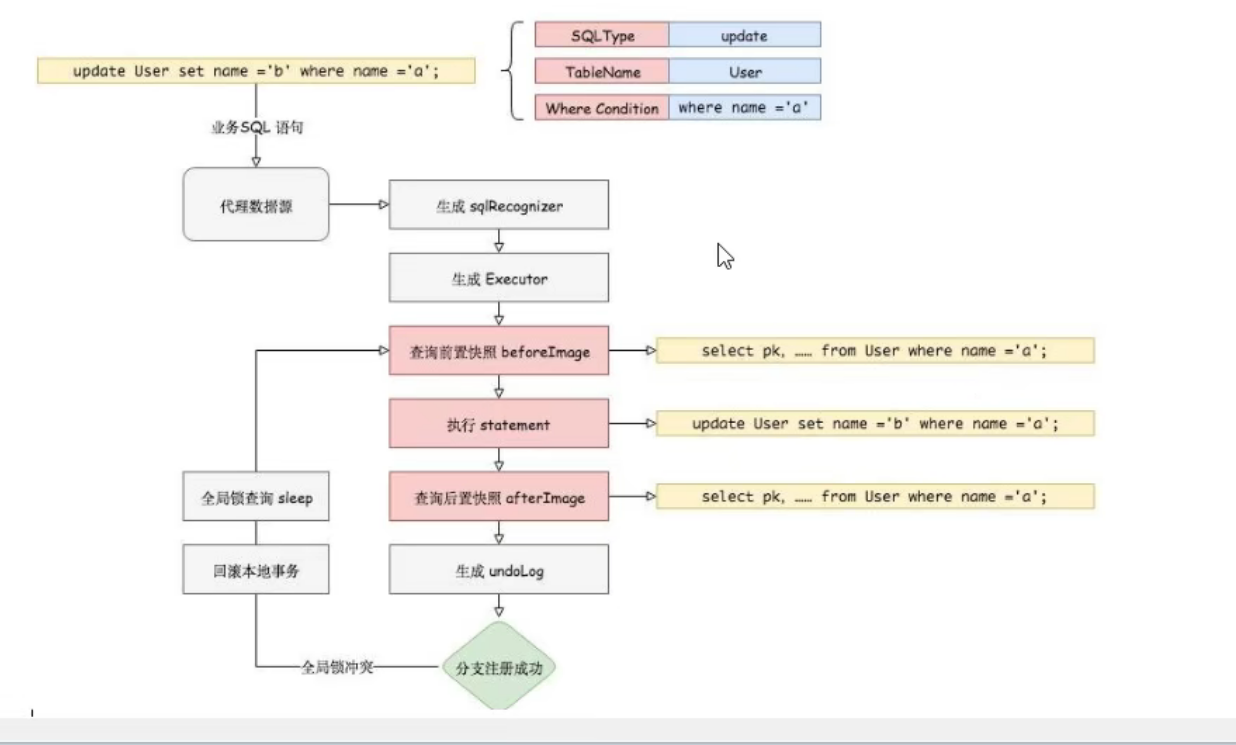 SQLType update
update User set name ='b' where name ='a';
TableName User
Where Condition where name ='a'
业务SQL 语句
代理数据源
生成 sqlRecognizer
生成 Executor
查询前置快照 beforeImage
select pk, …… from User where name ='a';
执行 statement
update User set name ='b' where name ='a';
全局锁查询 sleep
查询后置快照 afterImage
select pk, …… from User where name ='a';
回滚本地事务
生成 undoLog
全局锁冲突
分支注册成功